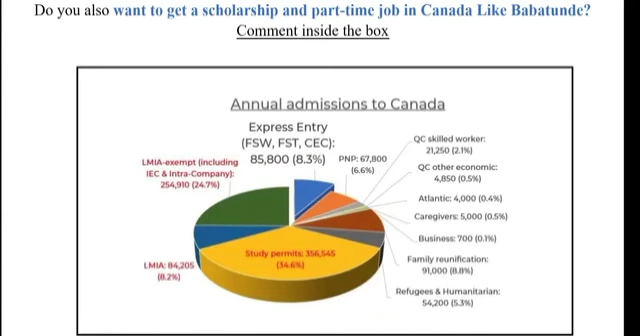 Do you also want to get a scholarship and part-time job in Canada Like Babatunde?
Comment inside the box
Annual admissions to Canada
Express Entry
(FSW, FST, CEC):
85,800 (8.3%)
PNP: 67,800
(6.6%)
QC skilled worker:
21,250 (2.1%)
QC other economic:
4,850 (0.5%)
Atlantic: 4,000 (0.4%)
Caregivers: 5,000 (0.5%)
Business: 700 (0.1%)
Family reunification:
91,000 (8.8%)
Refugees & Humanitarian:
54,200 (5.3%)
Study permits: 356,545
(34.6%)
LMIA: 84,205
(8.2%)
LMIA-exempt (including
IEC & Intra-Company):
254,910 (24.7%)